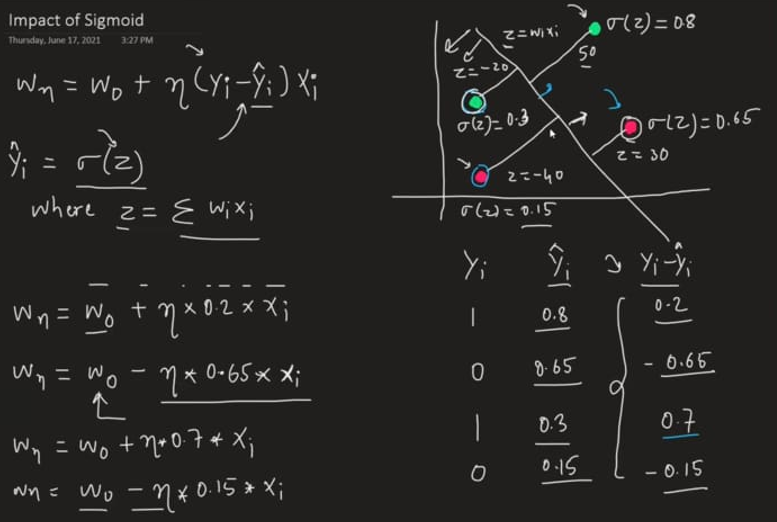 Impact of Sigmoid
Thursday, June 17, 2021 3:27 PM
Wn = W0 + η(Yi-Ŷi)Xi
Ŷi = σ(z)
where z = Σ WiXi
Wn = W0 + η × 0.2 × Xi
Wn = W0 - η * 0.65 * Xi
Wn = W0 + η * 0.7 * Xi
Wn = W0 - η * 0.15 * Xi
z=WiXi
σ(z)=0.8
50
z=-20
σ(z)=0.3
σ(z)=0.65
z=30
z=-40
σ(z)=0.15
Yi Ŷi Yi-Ŷi
1 0.8 0.2
0 0.65 -0.65
1 0.3 0.7
0 0.15 -0.15